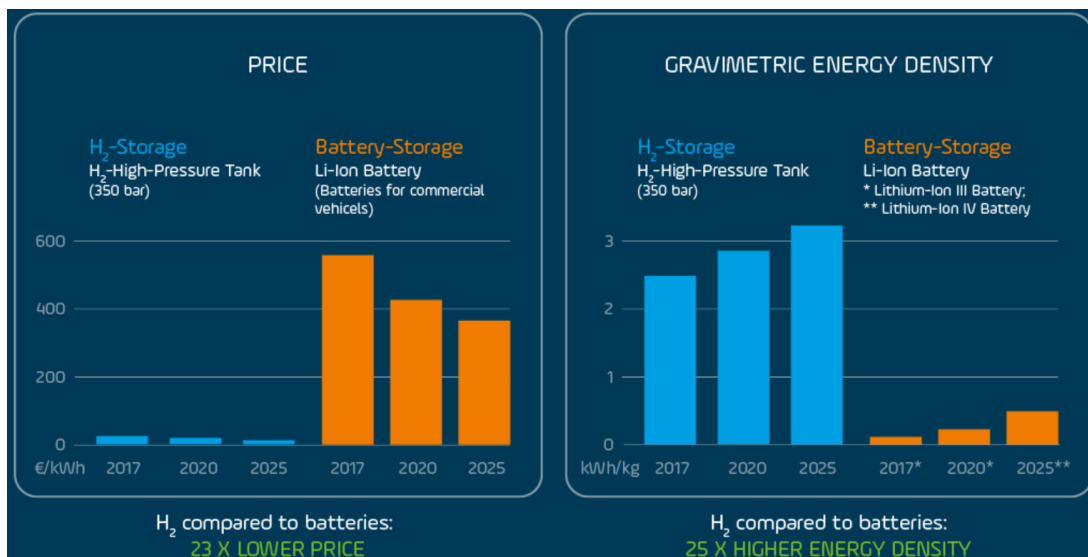 PRICE
H₂-Storage
H₂-High-Pressure Tank
(350 bar)
Battery-Storage
Li-Ion Battery
(Batteries for commercial
vehicels)
600
400
200
0
€/kWh 2017 2020 2025 2017 2020 2025
H₂ compared to batteries:
23 X LOWER PRICE
GRAVIMETRIC ENERGY DENSITY
H₂-Storage
H₂-High-Pressure Tank
(350 bar)
Battery-Storage
Li-Ion Battery
* Lithium-Ion III Battery;
** Lithium-Ion IV Battery
3
2
1
0
kWh/kg 2017 2020 2025 2017* 2020* 2025**
H₂ compared to batteries:
25 X HIGHER ENERGY DENSITY